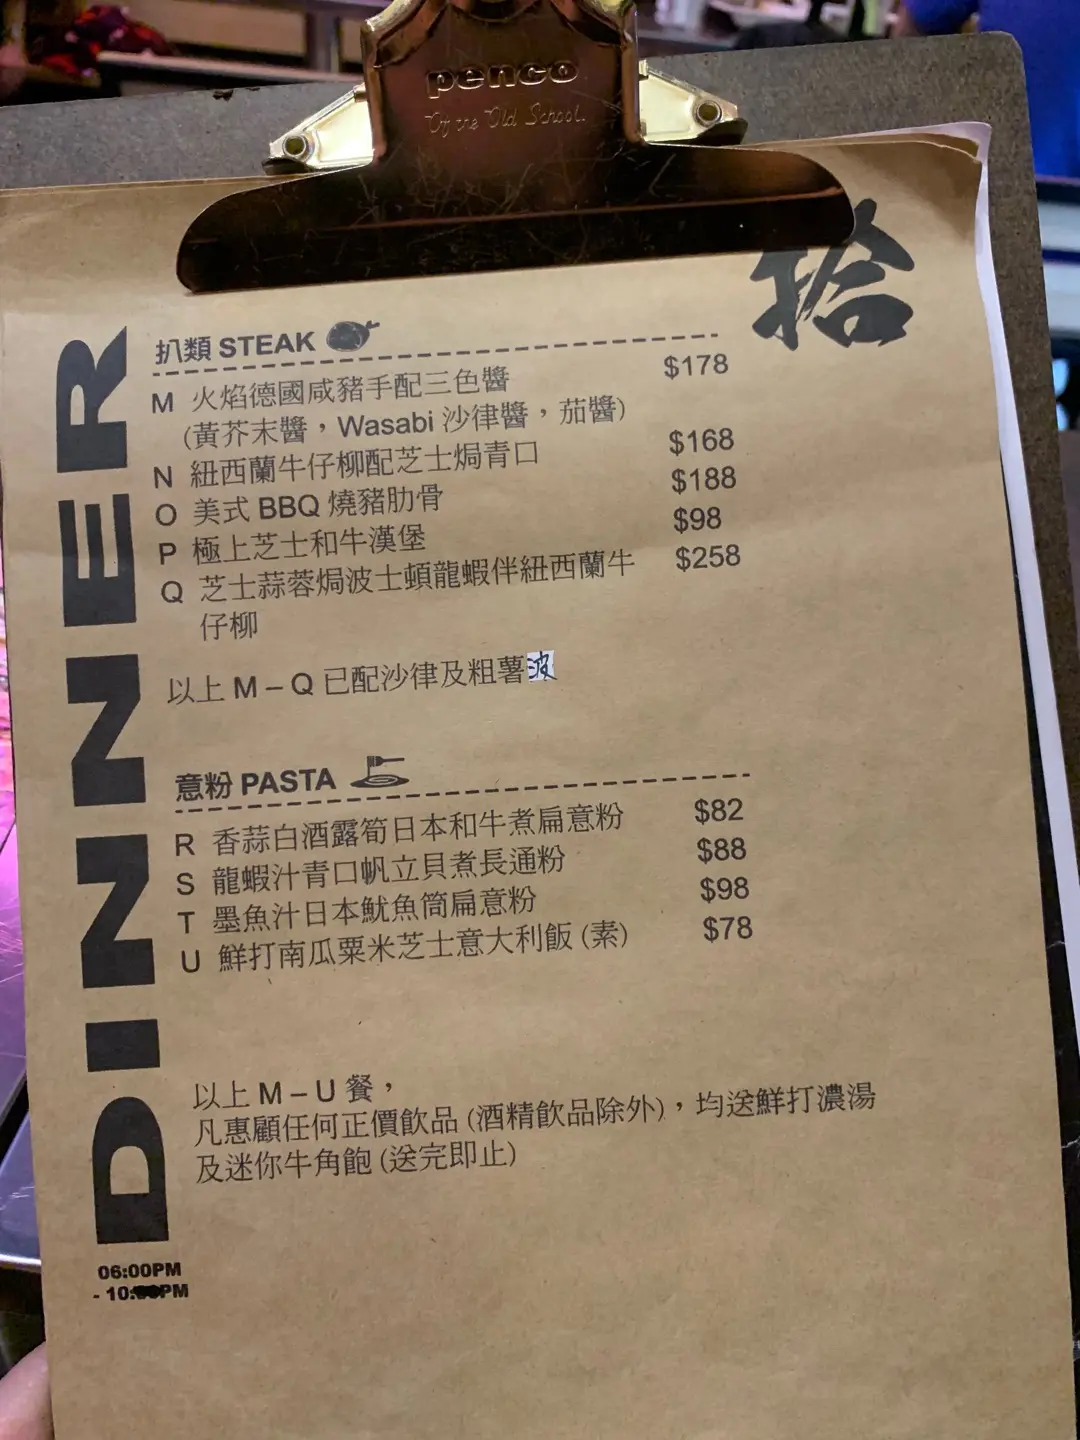 penco
Of the Old School.
拾
扒類 STEAK
M 火焰德國咸豬手配三色醬 $178
(黃芥末醬，Wasabi 沙律醬，茄醬)
N 紐西蘭牛仔柳配芝士焗青口 $168
O 美式 BBQ 燒豬肋骨 $188
P 極上芝士和牛漢堡 $98
Q 芝士蒜蓉焗波士頓龍蝦伴紐西蘭牛 $258
仔柳
以上 M – Q 已配沙律及粗薯波
意粉 PASTA
R 香蒜白酒露筍日本和牛煮扁意粉 $82
S 龍蝦汁青口帆立貝煮長通粉 $88
T 墨魚汁日本魷魚筒扁意粉 $98
U 鮮打南瓜粟米芝士意大利飯 (素) $78
以上 M – U 餐，
凡惠顧任何正價飲品 (酒精飲品除外)，均送鮮打濃湯
及迷你牛角飽 (送完即止)
DINNER
06:00PM
- 10: PM